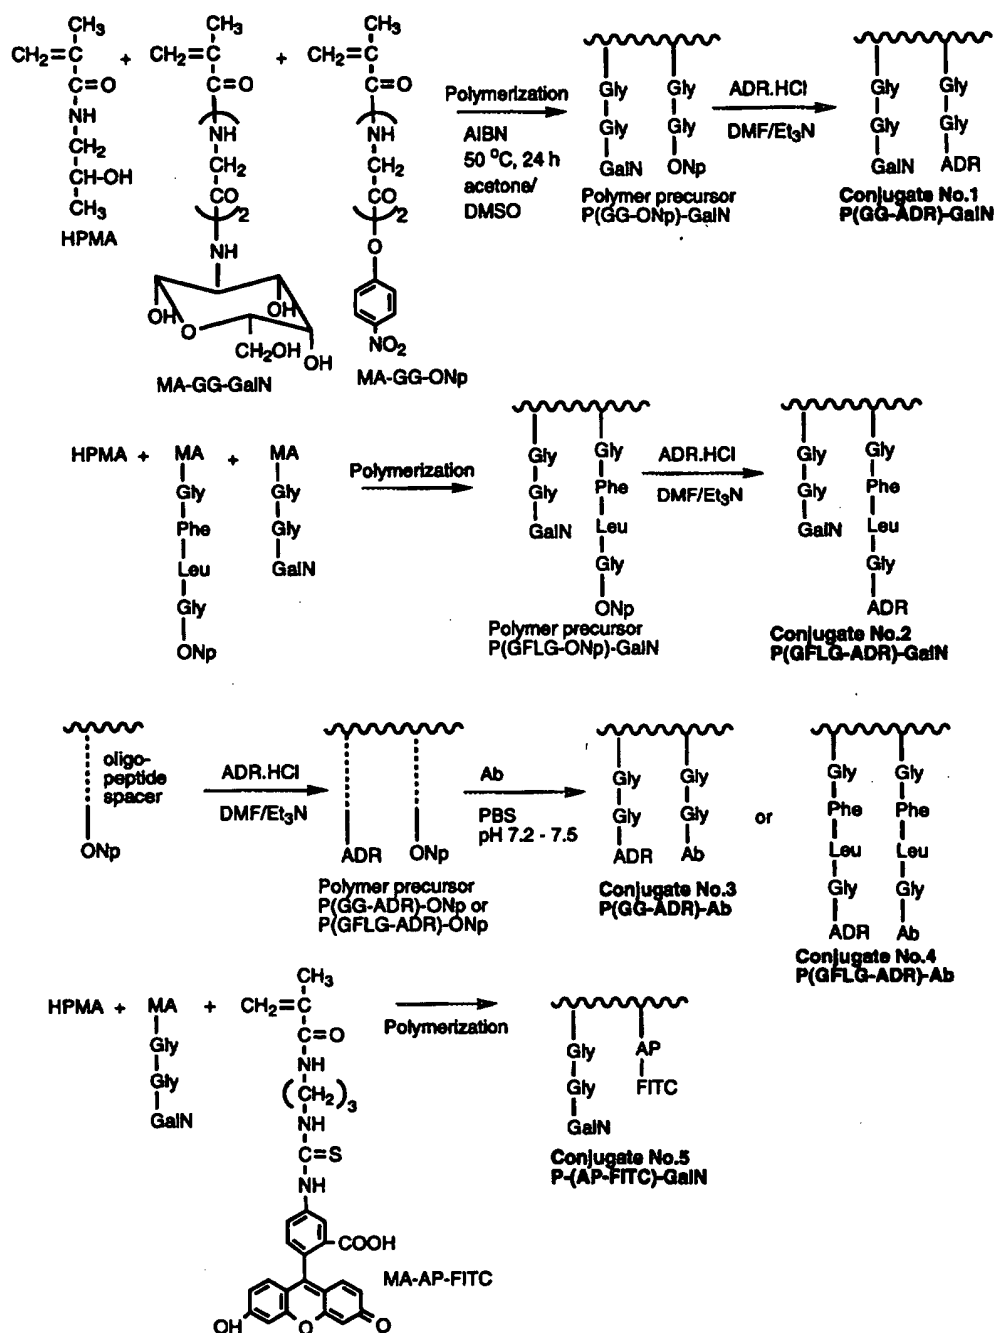 CH3
CH2=C
C=O
NH
CH2
CH-OH
CH3
HPMA
+
CH3
CH2=C
C=O
NH
CH2
CO
2
NH
OH
O
OH
CH2OH
OH
MA-GG-GalN
+
CH3
CH2=C
C=O
NH
CH2
CO
2
O
NO2
MA-GG-ONp
Polymerization
AIBN
50 °C, 24 h
acetone/
DMSO
Gly Gly
Gly Gly
GalN ONp
Polymer precursor
P(GG-ONp)-GalN
ADR.HCl
DMF/Et3N
Gly Gly
Gly Gly
GalN ADR
Conjugate No.1
P(GG-ADR)-GalN
HPMA + MA + MA
Gly Gly
Phe Gly
Leu GalN
Gly
ONp
Polymerization
Gly Gly
Gly Phe
GalN Leu
Gly
ONp
Polymer precursor
P(GFLG-ONp)-GalN
ADR.HCl
DMF/Et3N
Gly Gly
Gly Phe
GalN Leu
Gly
ADR
Conjugate No.2
P(GFLG-ADR)-GalN
oligo-
peptide
spacer
ONp
ADR.HCl
DMF/Et3N
ADR ONp
Polymer precursor
P(GG-ADR)-ONp or
P(GFLG-ADR)-ONp
Ab
PBS
pH 7.2 - 7.5
Gly Gly
Gly Gly
ADR Ab
Conjugate No.3
P(GG-ADR)-Ab
or
Gly Gly
Phe Phe
Leu Leu
Gly Gly
ADR Ab
Conjugate No.4
P(GFLG-ADR)-Ab
HPMA + MA +
Gly
Gly
GalN
CH3
CH2=C
C=O
NH
(CH2)3
NH
C=S
NH
COOH
OH O O
MA-AP-FITC
Polymerization
Gly AP
Gly FITC
GalN
Conjugate No.5
P-(AP-FITC)-GalN